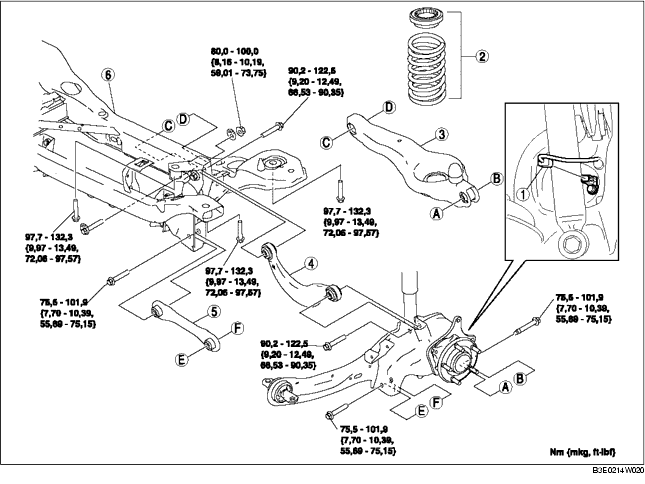 80,0 - 100,0
{8,16 - 10,19,
59,01 - 73,75}
90,2 - 122,5
{9,20 - 12,49,
66,53 - 90,35}
2
6
C
D
D
3
C
B
A
1
97,7 - 132,3
{9,97 - 13,49,
72,06 - 97,57}
97,7 - 132,3
{9,97 - 13,49,
72,06 - 97,57}
97,7 - 132,3
{9,97 - 13,49,
72,06 - 97,57}
4
75,5 - 101,9
{7,70 - 10,39,
55,69 - 75,15}
75,5 - 101,9
{7,70 - 10,39,
55,69 - 75,15}
5
F
E
90,2 - 122,5
{9,20 - 12,49,
66,53 - 90,35}
A
B
E
F
75,5 - 101,9
{7,70 - 10,39,
55,69 - 75,15}
Nm {mkg, ft-lbf}
B3E0214W020